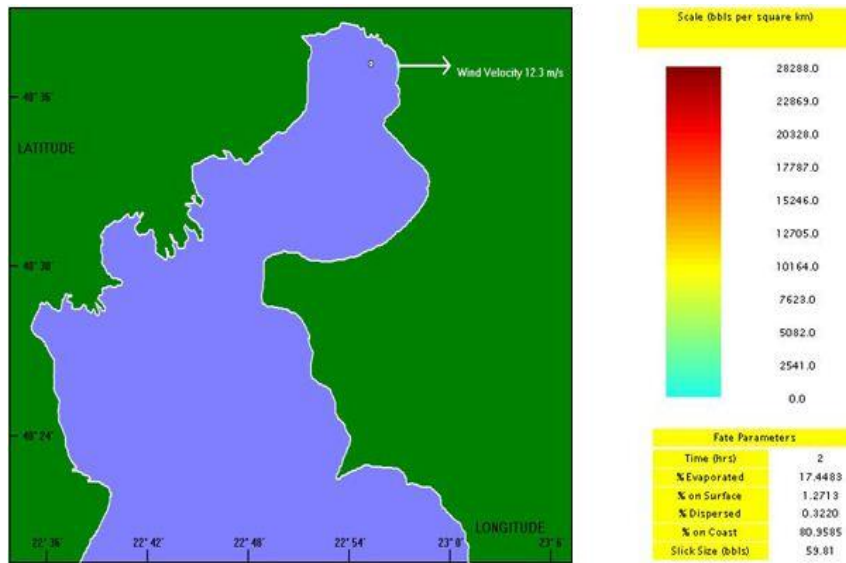 Scale (bbls per square km)
28288.0
22869.0
20328.0
17787.0
15246.0
12705.0
10164.0
7623.0
5082.0
2541.0
0.0
Wind Velocity 12.3 m/s
48° 36'
LATITUDE
48° 30'
48° 24'
LONGITUDE
22° 36'
22° 42'
22° 48'
22° 54'
23° 0'
23° 6'
Fate Parameters
Time (hrs) 2
% Evaporated 17.4483
% on Surface 1.2713
% Dispersed 0.3220
% on Coast 80.9585
Slick Size (bbls) 59.81